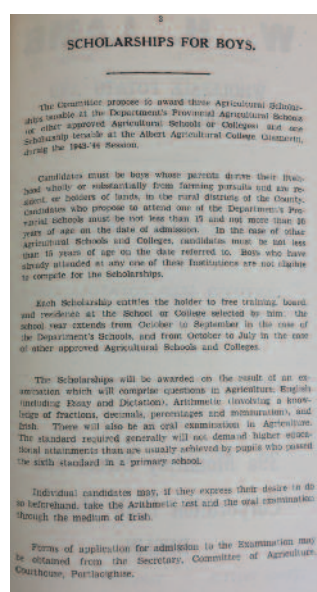 3
SCHOLARSHIPS FOR BOYS.
The Committee propose to award three Agricultural Scholar-
ships tenable at the Department's Provincial Agricultural Schools
(or other approved Agricultural Schools or Colleges) and one
Scholarship tenable at the Albert Agricultural College Glasnevin,
during the 1943-'44 Session.
Candidates must be boys whose parents derive their liveli-
hood wholly or substantially from farming pursuits and are re-
sident, or holders of lands, in the rural districts of the County.
Candidates who propose to attend one of the Department's Pro-
vincial Schools must be not less than 17 and not more than 30
years of age on the date of admission. In the case of other
Agricultural Schools and Colleges, candidates must be not less
than 15 years of age on the date referred to. Boys who have
already attended at any one of these Institutions are not eligible
to compete for the Scholarships.
Each Scholarship entitles the holder to free training, board
and residence at the School or College selected by him; the
school year extends from October to September in the case of
the Department's Schools, and from October to July in the case
of other approved Agricultural Schools and Colleges.
The Scholarships will be awarded on the result of an ex-
amination which will comprise questions in Agriculture, English
(including Essay and Dictation), Arithmetic (involving a know-
ledge of fractions, decimals, percentages and mensuration), and
Irish. There will also be an oral examination in Agriculture.
The standard required generally will not demand higher educa-
tional attainments than are usually achieved by pupils who passed
the sixth standard in a primary school.
Individual candidates may, if they express their desire to do
so beforehand, take the Arithmetic test and the oral examination
through the medium of Irish.
Forms of application for admission to the Examination may
be obtained from the Secretary, Committee of Agriculture,
Courthouse, Portlaoighise.